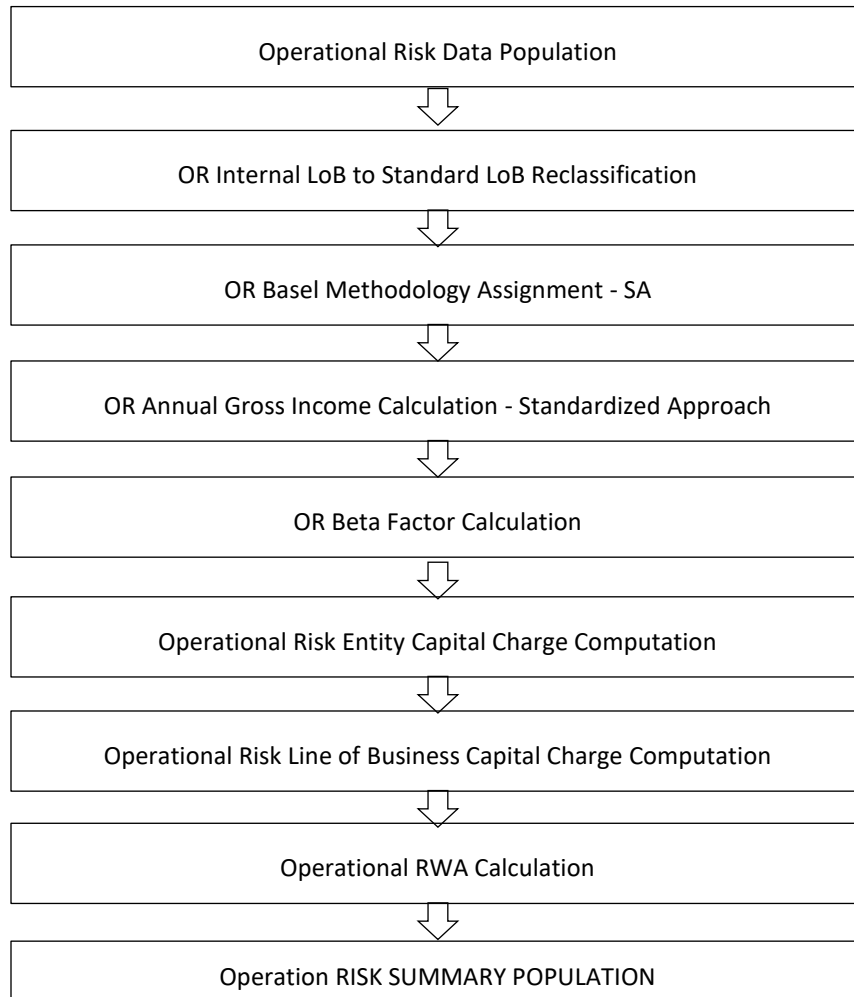 Operational Risk Data Population
OR Internal LoB to Standard LoB Reclassification
OR Basel Methodology Assignment - SA
OR Annual Gross Income Calculation - Standardized Approach
OR Beta Factor Calculation
Operational Risk Entity Capital Charge Computation
Operational Risk Line of Business Capital Charge Computation
Operational RWA Calculation
Operation RISK SUMMARY POPULATION